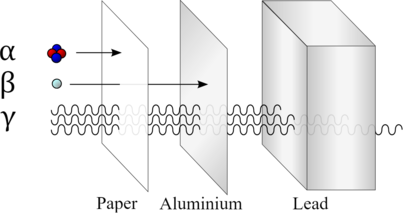 α
β
γ
Paper Aluminium Lead